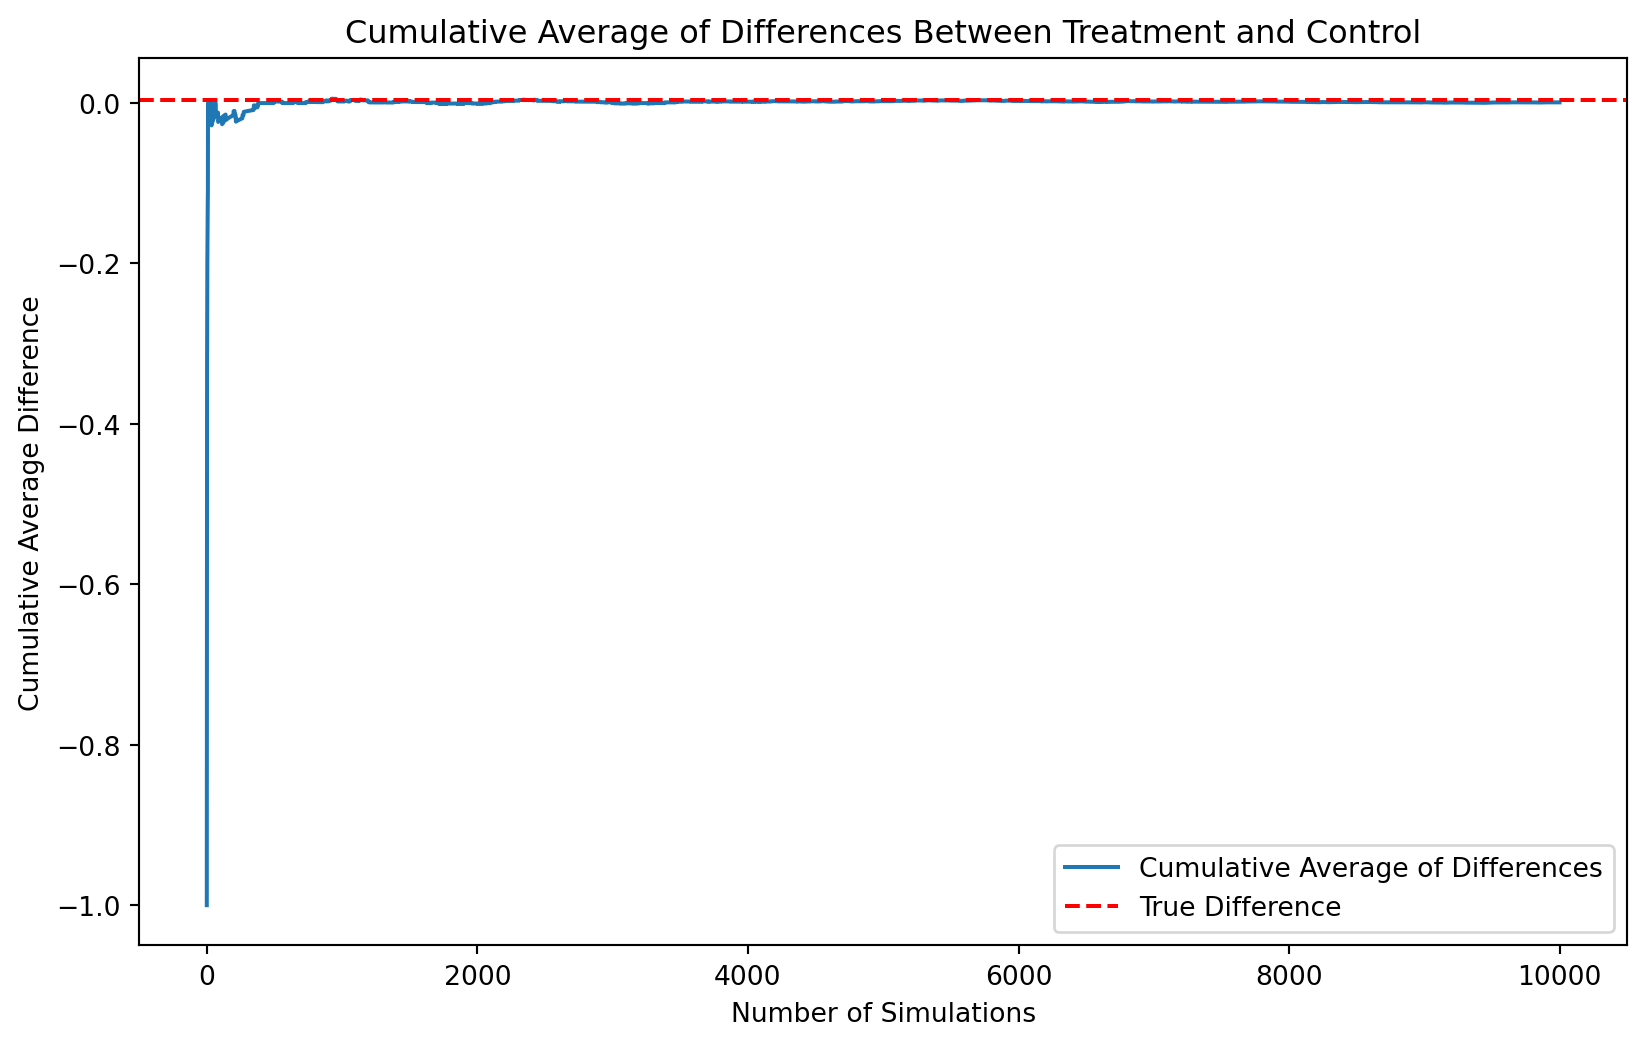 Cumulative Average of Differences Between Treatment and Control
Cumulative Average Difference
0.0
−0.2
−0.4
−0.6
−0.8
−1.0
Cumulative Average of Differences
True Difference
0
2000
4000
6000
8000
10000
Number of Simulations